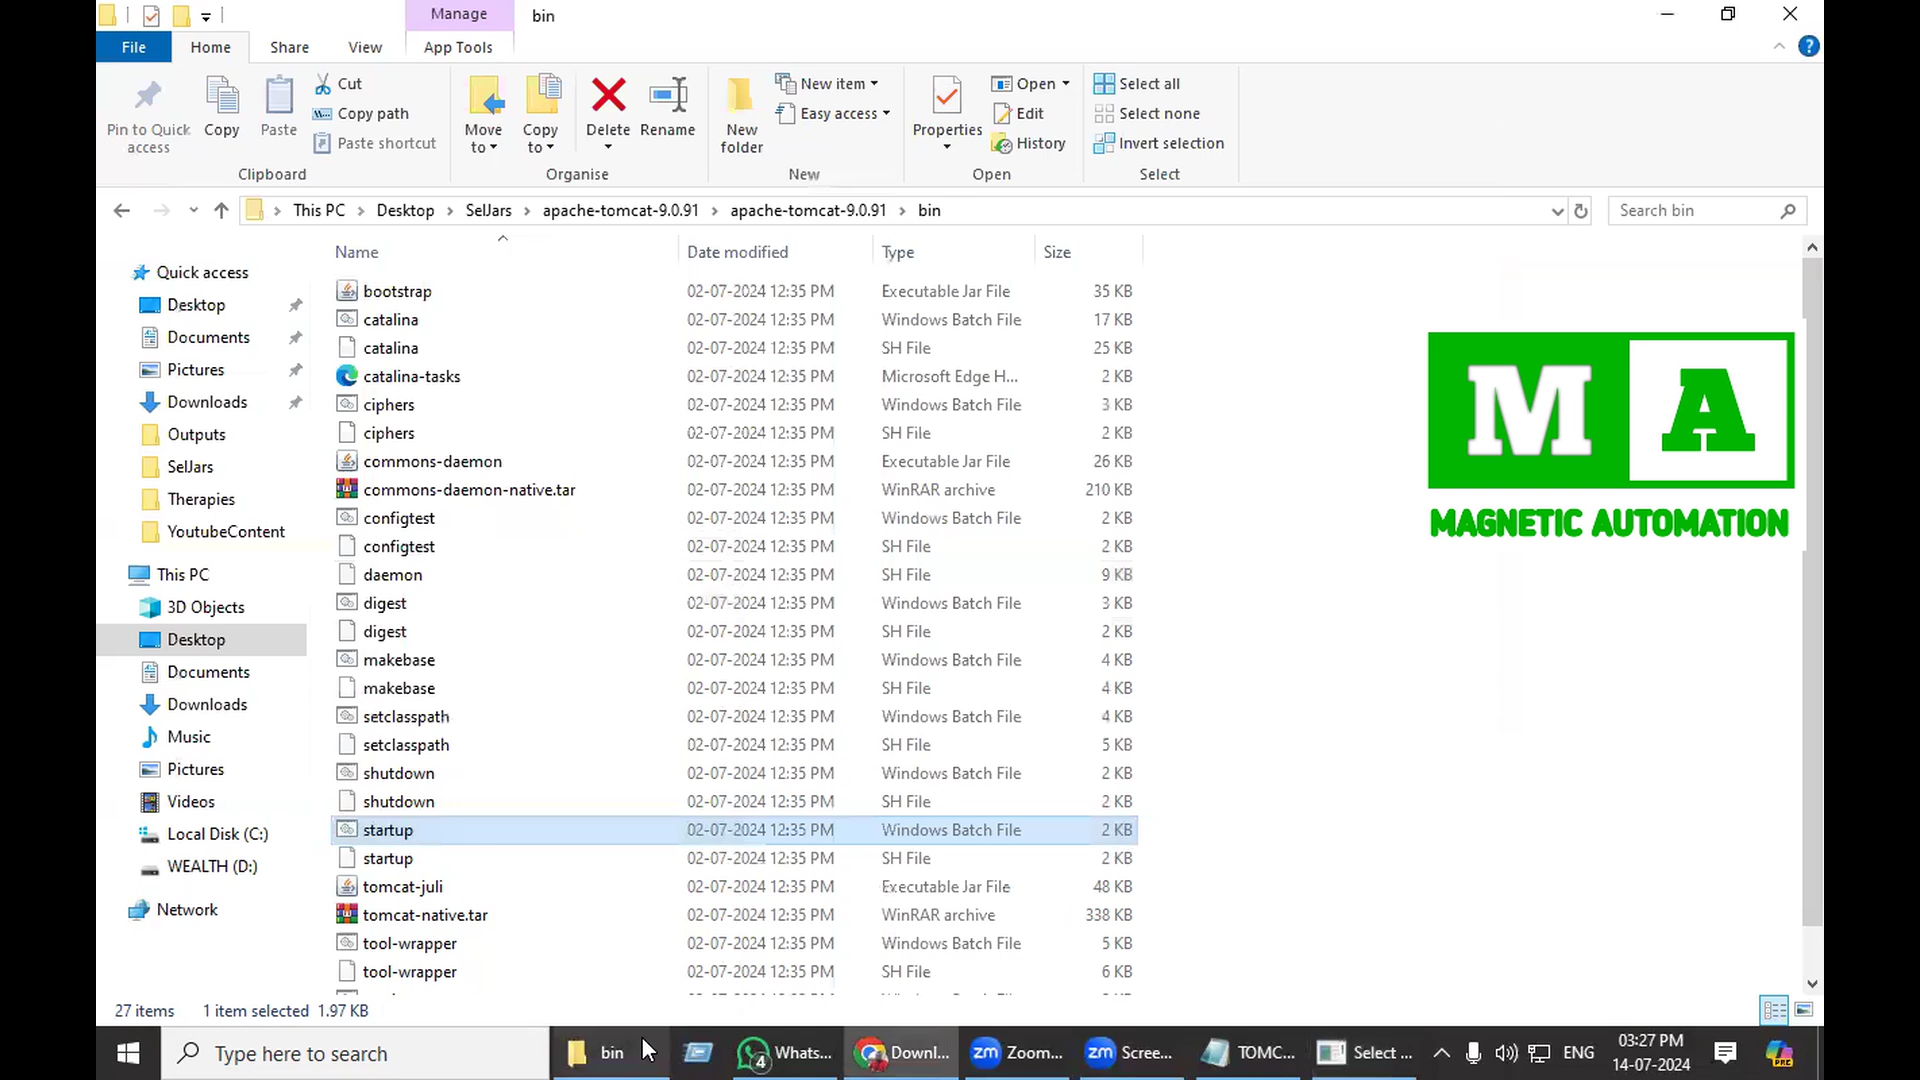 Manage
bin
File
Home
Share
View
App Tools
Pin to Quick access
Copy
Paste
Cut
Copy path
Paste shortcut
Move to
Copy to
Delete
Rename
New folder
New item
Easy access
Properties
Open
Edit
History
Select all
Select none
Invert selection
Clipboard
Organise
New
Open
Select
This PC > Desktop > SelJars > apache-tomcat-9.0.91 > apache-tomcat-9.0.91 > bin
Search bin
Name Date modified Type Size
Quick access
Desktop
Documents
Pictures
Downloads
Outputs
SelJars
Therapies
YoutubeContent
This PC
3D Objects
Desktop
Documents
Downloads
Music
Pictures
Videos
Local Disk (C:)
WEALTH (D:)
Network
bootstrap 02-07-2024 12:35 PM Executable Jar File 35 KB
catalina 02-07-2024 12:35 PM Windows Batch File 17 KB
catalina 02-07-2024 12:35 PM SH File 25 KB
catalina-tasks 02-07-2024 12:35 PM Microsoft Edge H... 2 KB
ciphers 02-07-2024 12:35 PM Windows Batch File 3 KB
ciphers 02-07-2024 12:35 PM SH File 2 KB
commons-daemon 02-07-2024 12:35 PM Executable Jar File 26 KB
commons-daemon-native.tar 02-07-2024 12:35 PM WinRAR archive 210 KB
configtest 02-07-2024 12:35 PM Windows Batch File 2 KB
configtest 02-07-2024 12:35 PM SH File 2 KB
daemon 02-07-2024 12:35 PM SH File 9 KB
digest 02-07-2024 12:35 PM Windows Batch File 3 KB
digest 02-07-2024 12:35 PM SH File 2 KB
makebase 02-07-2024 12:35 PM Windows Batch File 4 KB
makebase 02-07-2024 12:35 PM SH File 4 KB
setclasspath 02-07-2024 12:35 PM Windows Batch File 4 KB
setclasspath 02-07-2024 12:35 PM SH File 5 KB
shutdown 02-07-2024 12:35 PM Windows Batch File 2 KB
shutdown 02-07-2024 12:35 PM SH File 2 KB
startup 02-07-2024 12:35 PM Windows Batch File 2 KB
startup 02-07-2024 12:35 PM SH File 2 KB
tomcat-juli 02-07-2024 12:35 PM Executable Jar File 48 KB
tomcat-native.tar 02-07-2024 12:35 PM WinRAR archive 338 KB
tool-wrapper 02-07-2024 12:35 PM Windows Batch File 5 KB
tool-wrapper 02-07-2024 12:35 PM SH File 6 KB
M A
MAGNETIC AUTOMATION
27 items 1 item selected 1.97 KB
Type here to search
bin
4
Whats...
Downl...
zm Zoom...
zm Scree...
TOMC...
Select ...
ENG
03:27 PM
14-07-2024
PRE